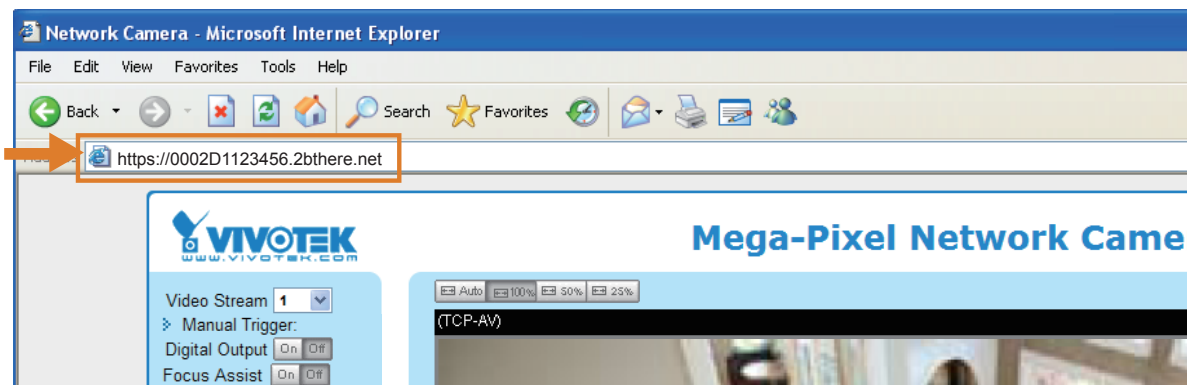 Network Camera - Microsoft Internet Explorer
File Edit View Favorites Tools Help
Back Search Favorites
https://0002D1123456.2bthere.net
VIVOTEK
www.vivotek.com
Mega-Pixel Network Came
Video Stream 1
Manual Trigger:
Digital Output On Off
Focus Assist On Off
Auto 100% 50% 25%
(TCP-AV)